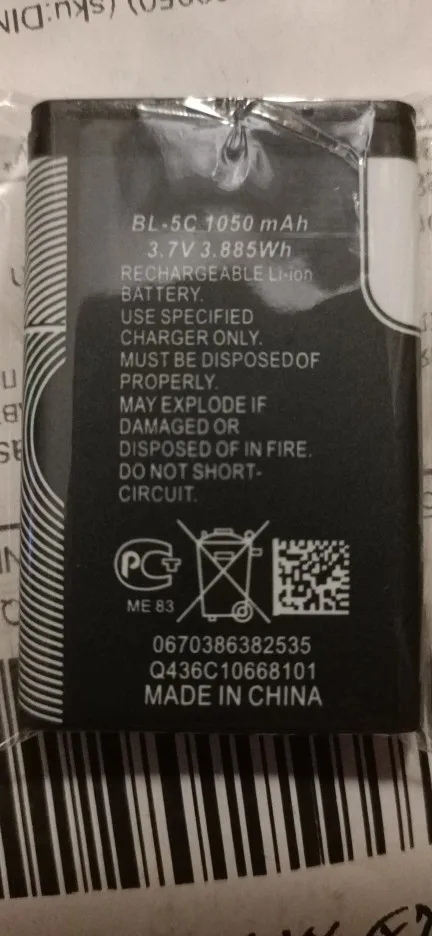 BL-5C 1050 mAh
3.7V 3.885Wh
RECHARGEABLE Li-ion
BATTERY.
USE SPECIFIED
CHARGER ONLY.
MUST BE DISPOSED OF
PROPERLY.
MAY EXPLODE IF
DAMAGED OR
DISPOSED OF IN FIRE.
DO NOT SHORT-
CIRCUIT.
ME 83
0670386382535
Q436C10668101
MADE IN CHINA